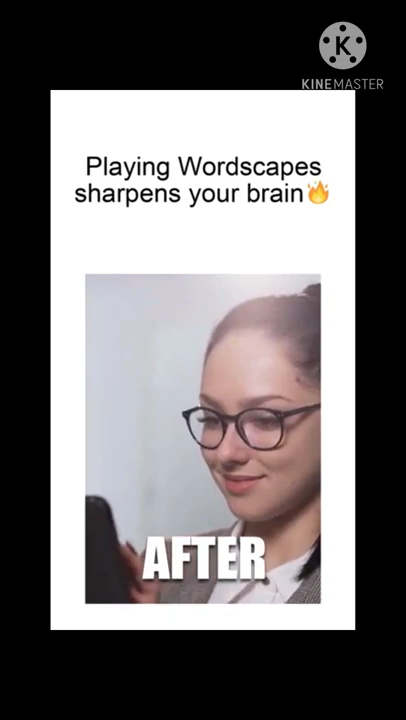 K
KINEMASTER
Playing Wordscapes
sharpens your brain🔥
AFTER